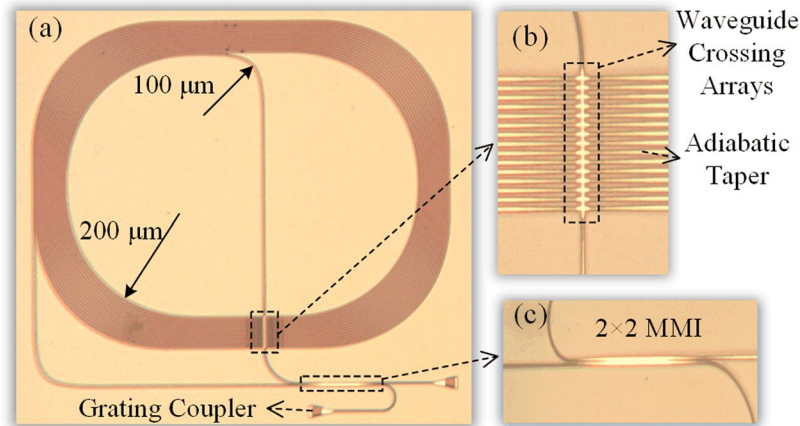 (a)
100 μm
200 μm
Grating Coupler
(b)
Waveguide
Crossing
Arrays
Adiabatic
Taper
(c)
2×2 MMI